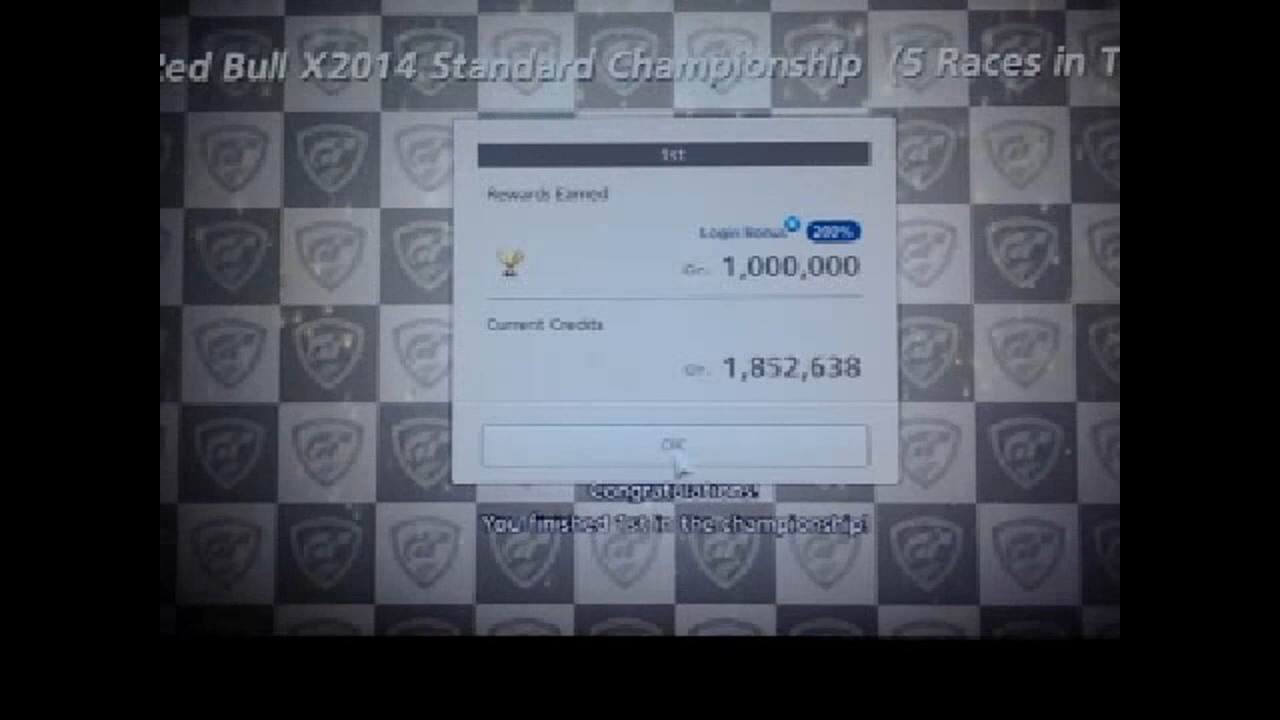 Red Bull X2014 Standard Championship (5 Races in T
1st
Rewards Earned
Login Bonus 200%
Cr. 1,000,000
Current Credits
Cr. 1,852,638
OK
Congratulations!
You finished 1st in the championship!